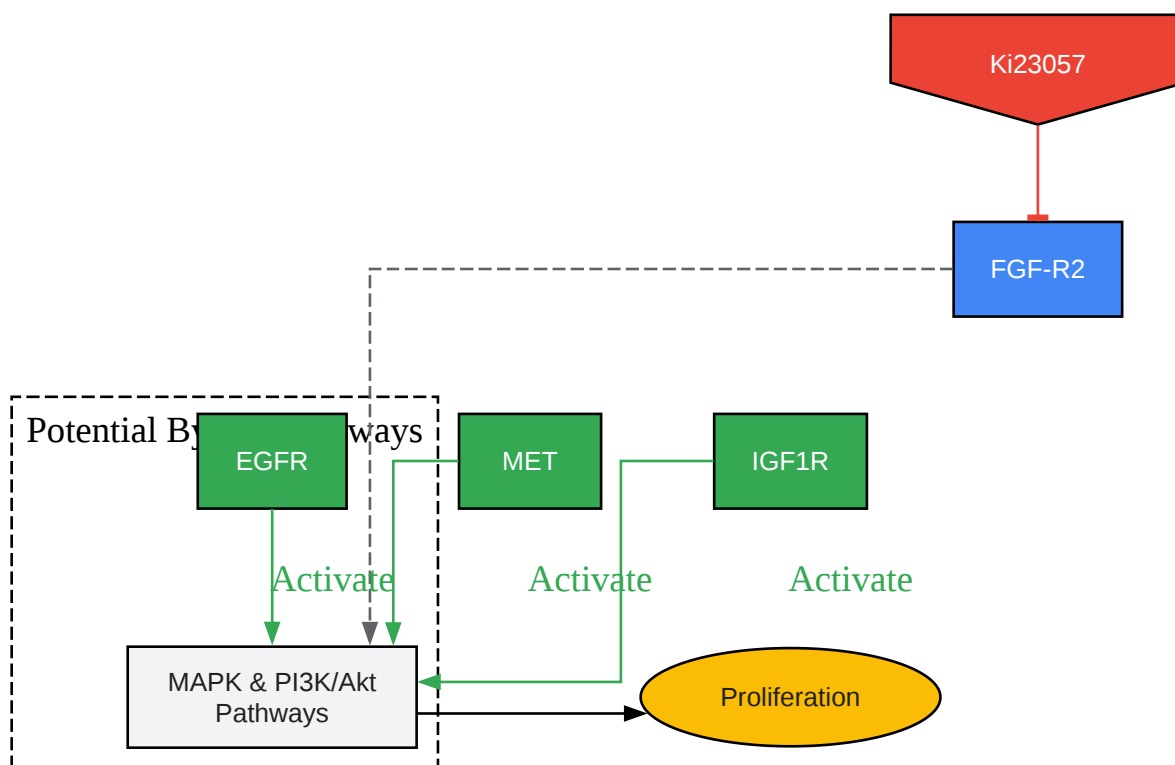 Ki23057
FGF-R2
Potential By ways
EGFR
MET
IGF1R
Activate
Activate
Activate
MAPK & PI3K/Akt
Pathways
Proliferation